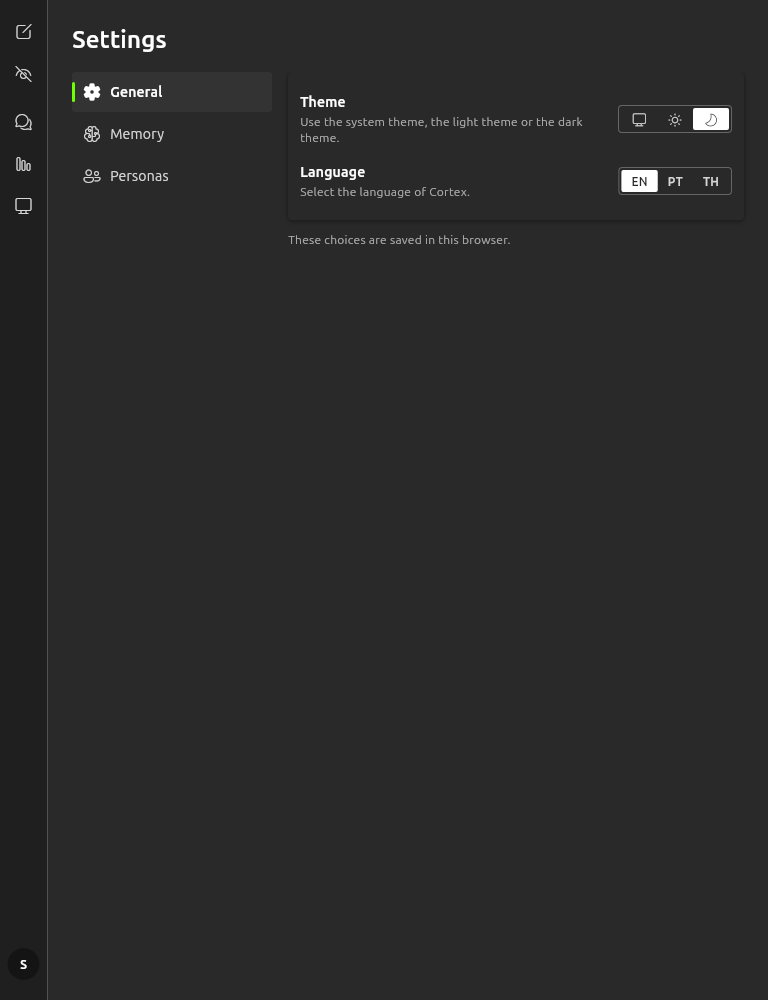 Settings
General
Memory
Personas
Theme
Use the system theme, the light theme or the dark
theme.
Language
Select the language of Cortex.
EN PT TH
These choices are saved in this browser.
S